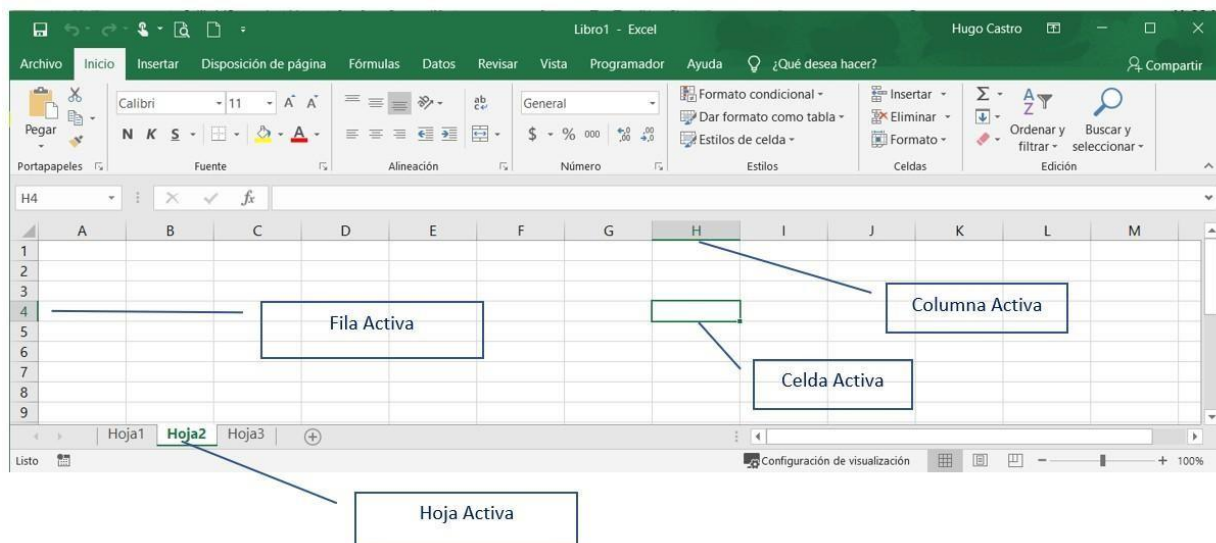 Libro1 - Excel
Hugo Castro
Archivo Inicio Insertar Disposición de página Fórmulas Datos Revisar Vista Programador Ayuda ¿Qué desea hacer? Compartir
Pegar
Portapapeles
Calibri 11
N K S
Fuente
ab
Alineación
General
$ % 000
Número
Formato condicional
Dar formato como tabla
Estilos de celda
Estilos
Insertar
Eliminar
Formato
Celdas
Ordenar y filtrar
Buscar y seleccionar
Edición
H4 fx
A B C D E F G H I J K L M
1
2
3
4
5
6
7
8
9
Columna Activa
Fila Activa
Celda Activa
Hoja1 Hoja2 Hoja3
Listo Configuración de visualización 100%
Hoja Activa